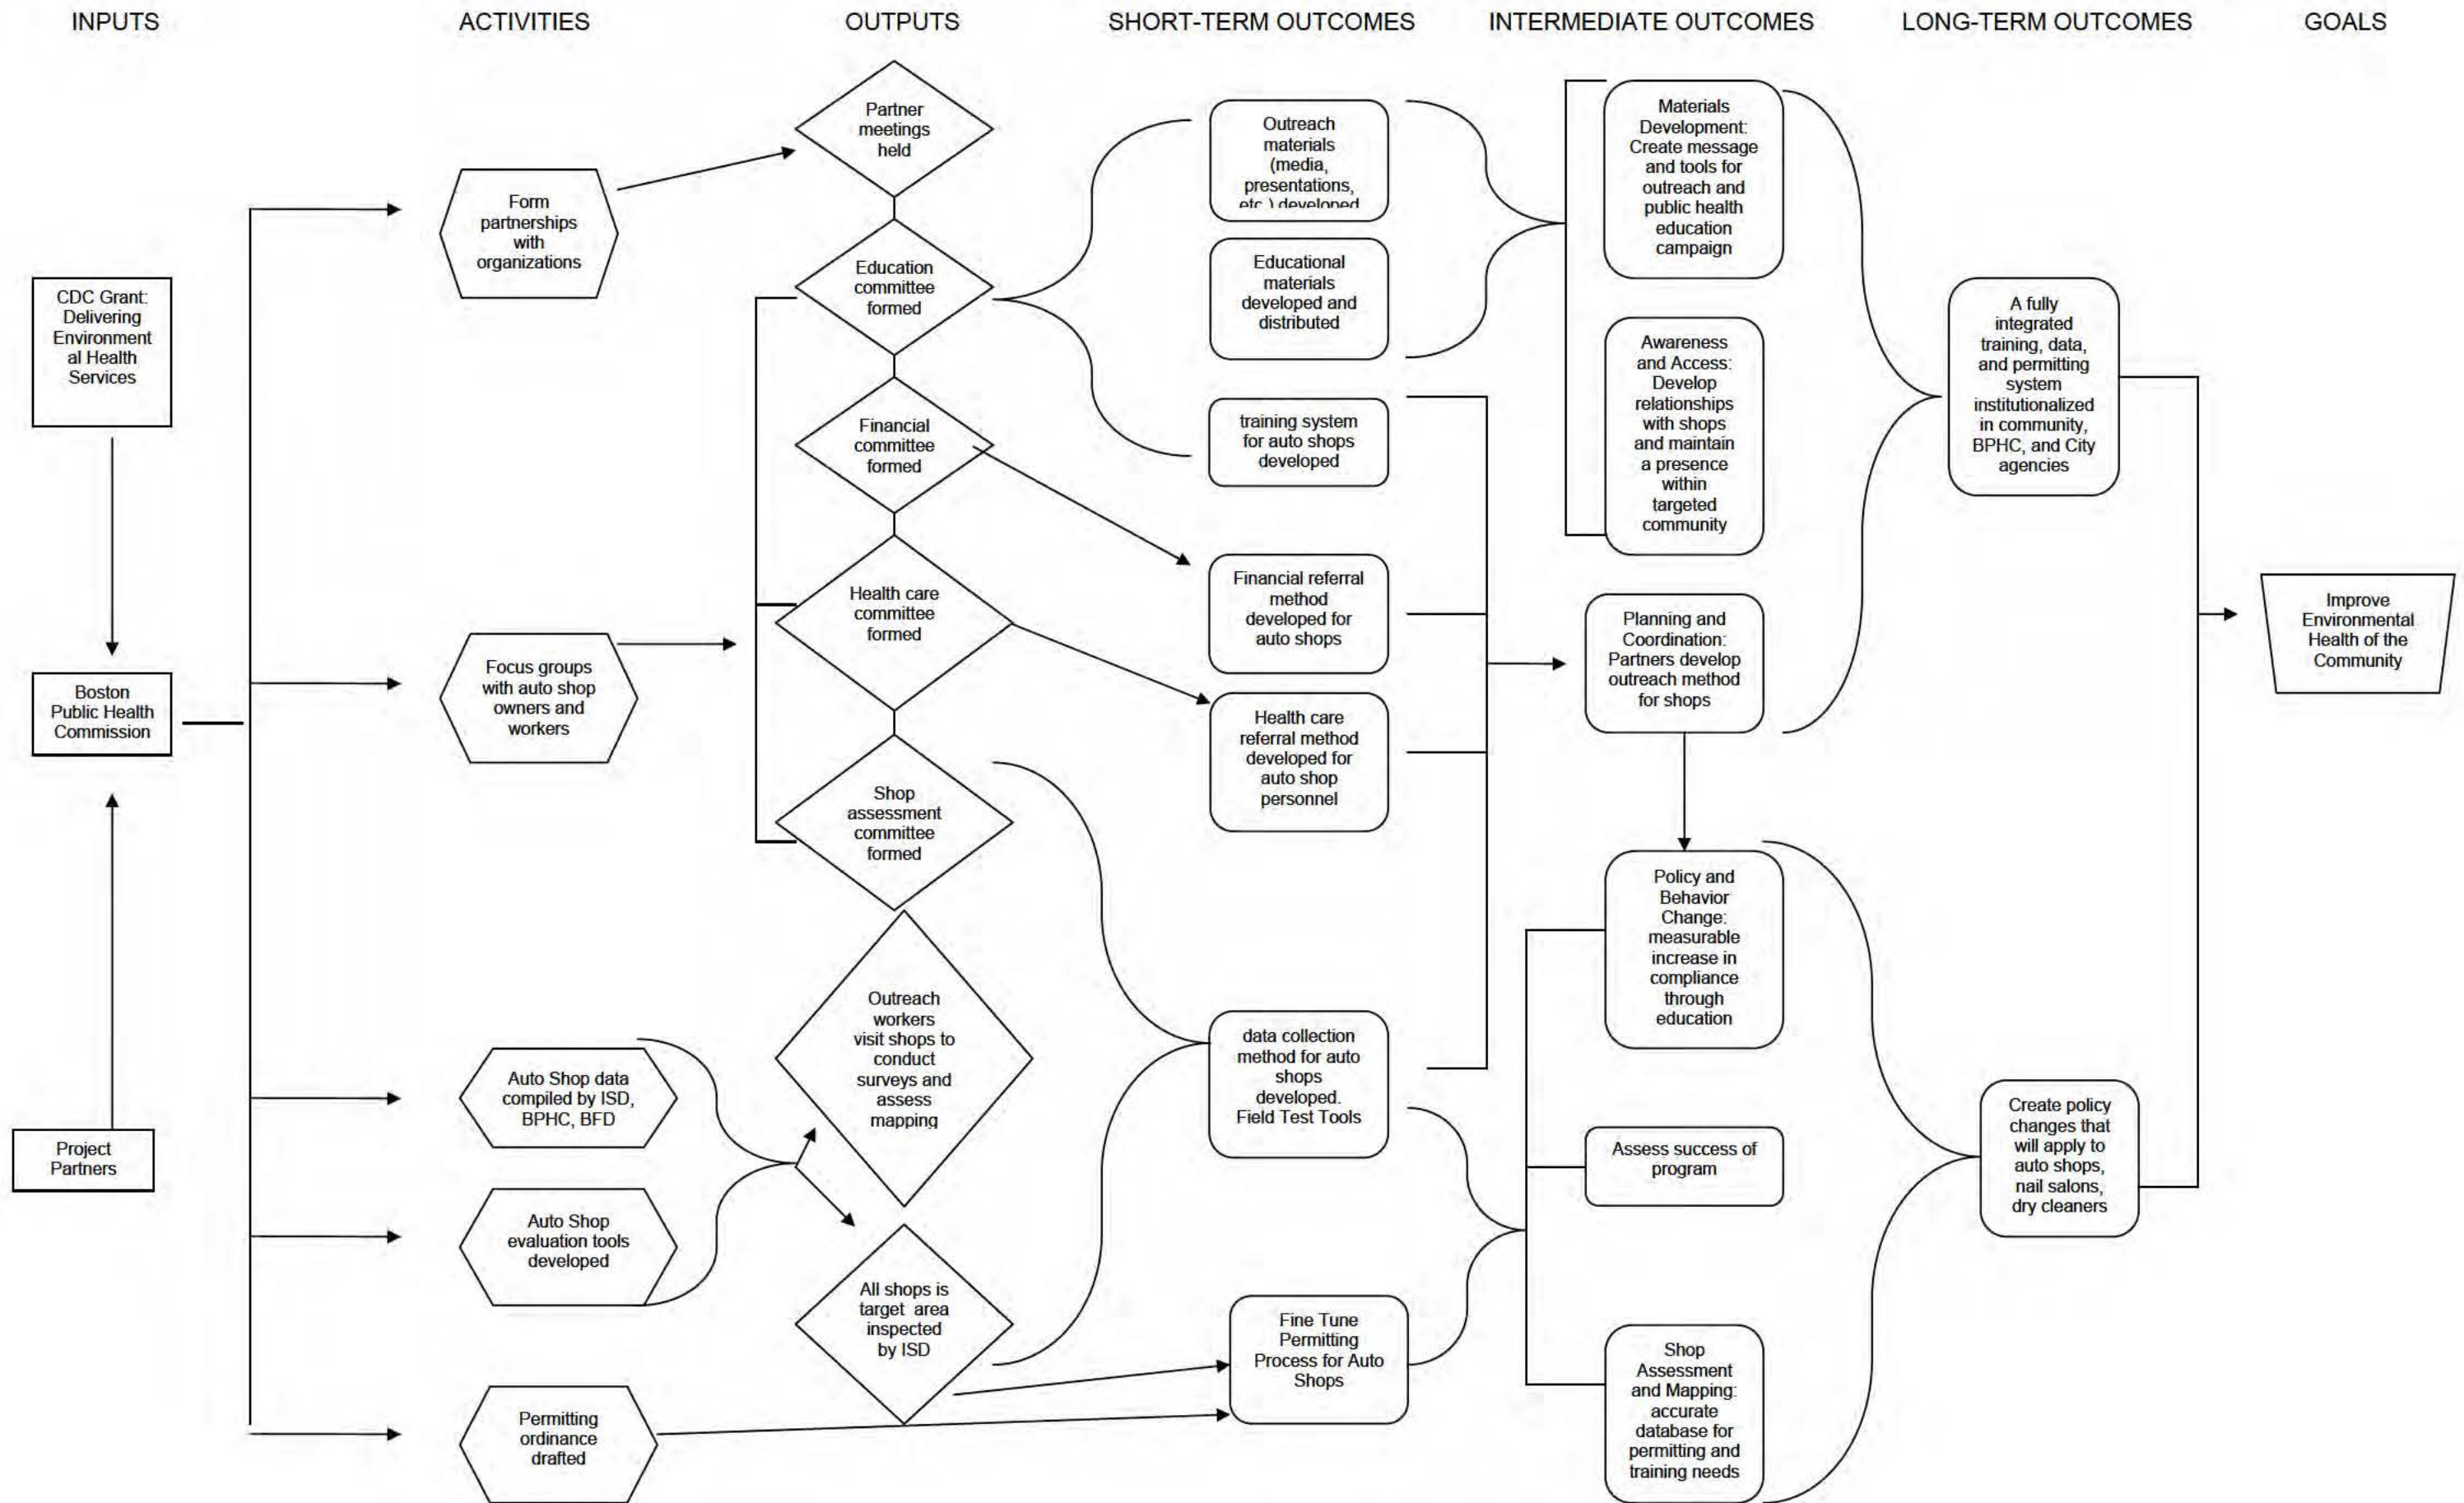 INPUTS
ACTIVITIES
OUTPUTS
SHORT-TERM OUTCOMES
INTERMEDIATE OUTCOMES
LONG-TERM OUTCOMES
GOALS
CDC Grant:
Delivering
Environment
al Health
Services
Boston
Public Health
Commission
Project
Partners
Form
partnerships
with
organizations
Focus groups
with auto shop
owners and
workers
Auto Shop data
compiled by ISD,
BPHC, BFD
Auto Shop
evaluation tools
developed
Permitting
ordinance
drafted
Partner
meetings
held
Education
committee
formed
Financial
committee
formed
Health care
committee
formed
Shop
assessment
committee
formed
Outreach
workers
visit shops to
conduct
surveys and
assess
mapping
All shops is
target area
inspected
by ISD
Outreach
materials
(media,
presentations,
etc.) developed
Educational
materials
developed and
distributed
training system
for auto shops
developed
Financial referral
method
developed for
auto shops
Health care
referral method
developed for
auto shop
personnel
data collection
method for auto
shops
developed.
Field Test Tools
Fine Tune
Permitting
Process for Auto
Shops
Materials
Development:
Create message
and tools for
outreach and
public health
education
campaign
Awareness
and Access:
Develop
relationships
with shops
and maintain
a presence
within
targeted
community
Planning and
Coordination:
Partners develop
outreach method
for shops
Policy and
Behavior
Change:
measurable
increase in
compliance
through
education
Assess success of
program
Shop
Assessment
and Mapping:
accurate
database for
permitting and
training needs
A fully
integrated
training, data,
and permitting
system
institutionalized
in community,
BPHC, and City
agencies
Create policy
changes that
will apply to
auto shops,
nail salons,
dry cleaners
Improve
Environmental
Health of the
Community